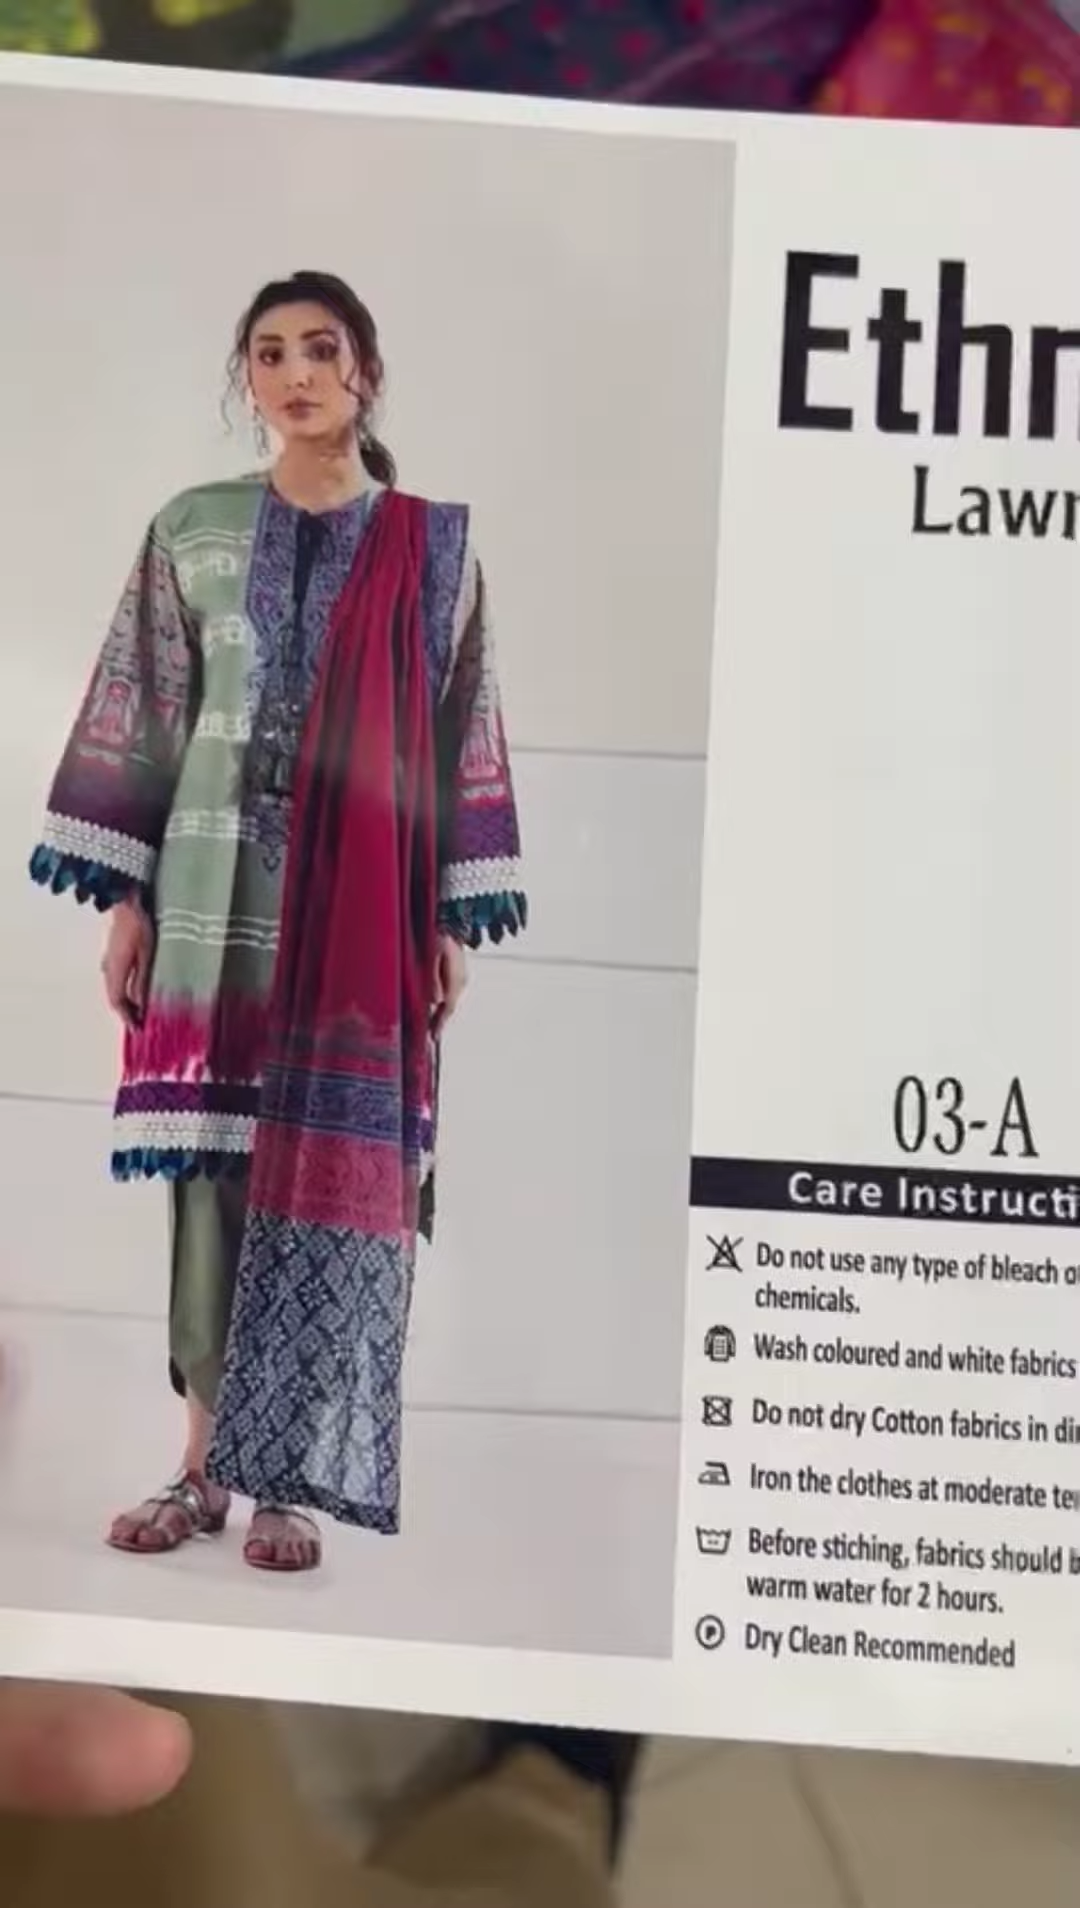 Ethn
Lawn
03-A
Care Instructi
Do not use any type of bleach o
chemicals.
Wash coloured and white fabrics
Do not dry Cotton fabrics in di
Iron the clothes at moderate te
Before stiching, fabrics should b
warm water for 2 hours.
P
Dry Clean Recommended